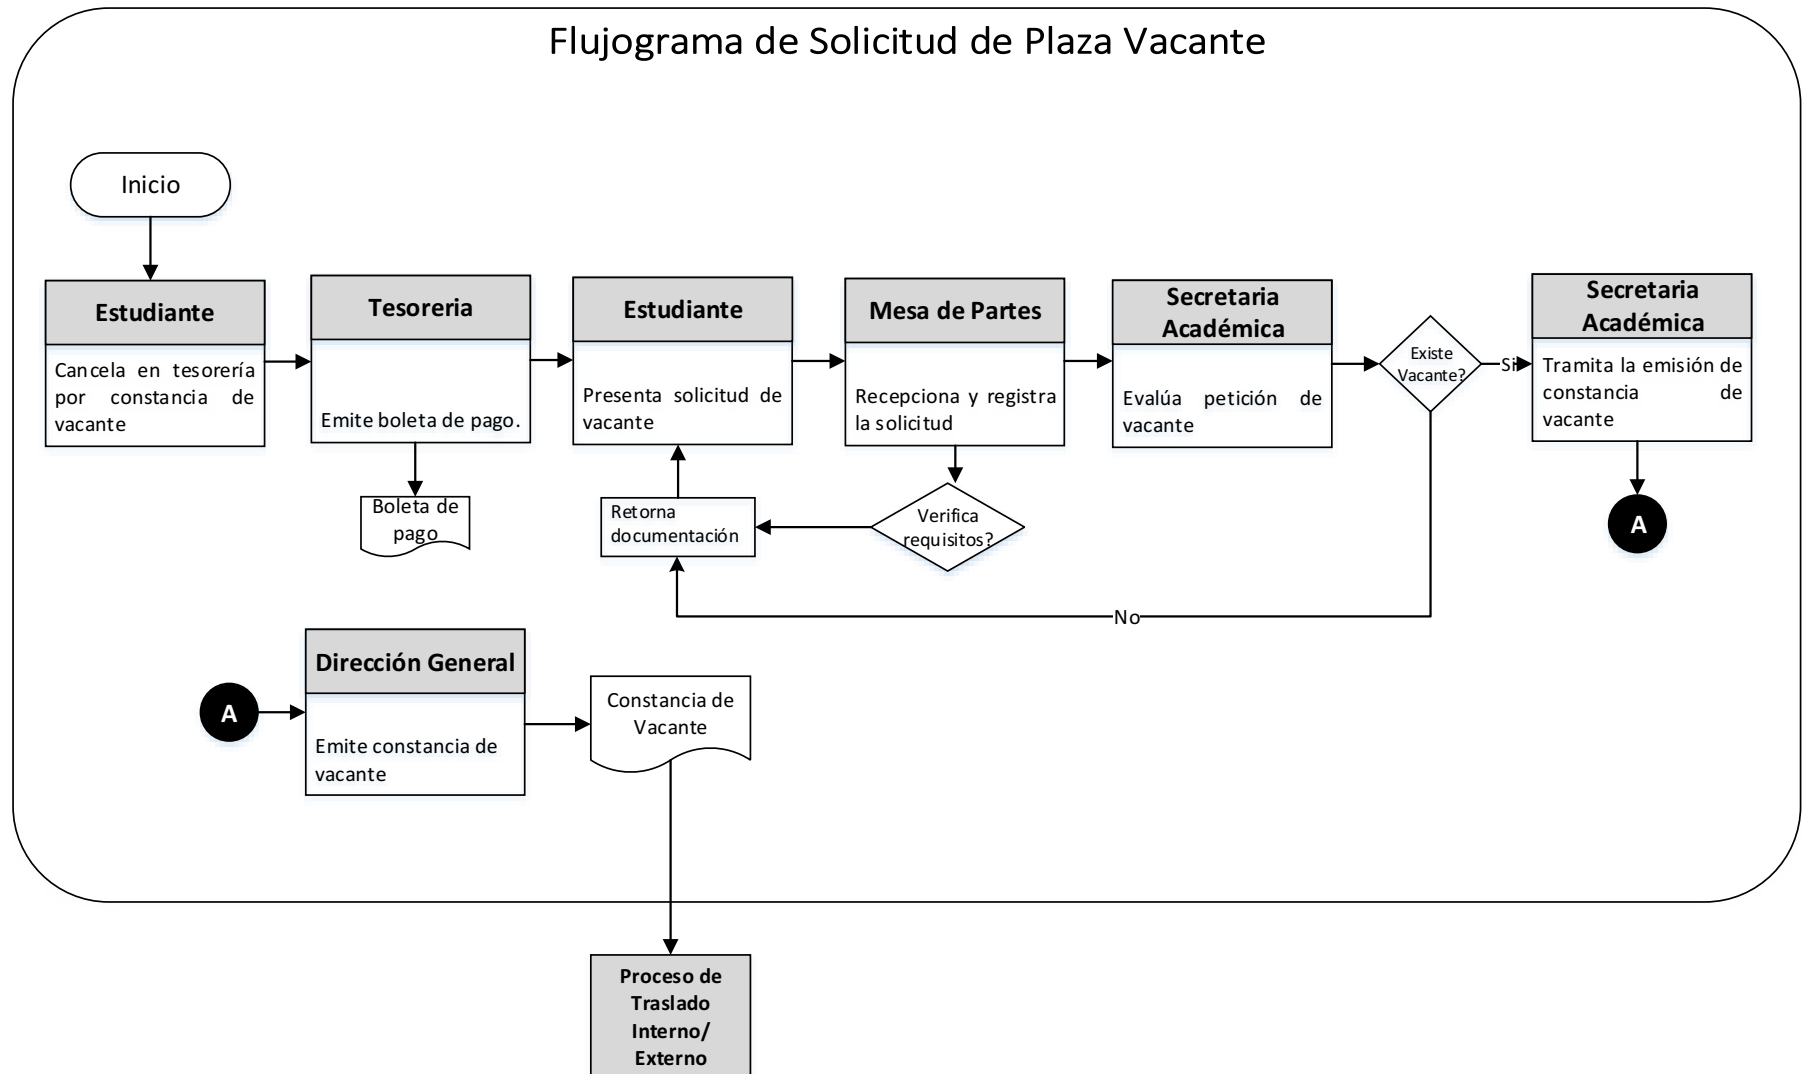 Flujograma de Solicitud de Plaza Vacante
Inicio
Estudiante
Cancela en tesorería
por constancia de
vacante
Tesoreria
Emite boleta de pago.
Boleta de
pago
Estudiante
Presenta solicitud de
vacante
Retorna
documentación
Mesa de Partes
Recepciona y registra
la solicitud
Verifica
requisitos?
Secretaria
Académica
Evalúa petición de
vacante
Existe
Vacante?
Si
No
Secretaria
Académica
Tramita la emisión de
constancia de
vacante
A
A
Dirección General
Emite constancia de
vacante
Constancia de
Vacante
Proceso de
Traslado
Interno/
Externo